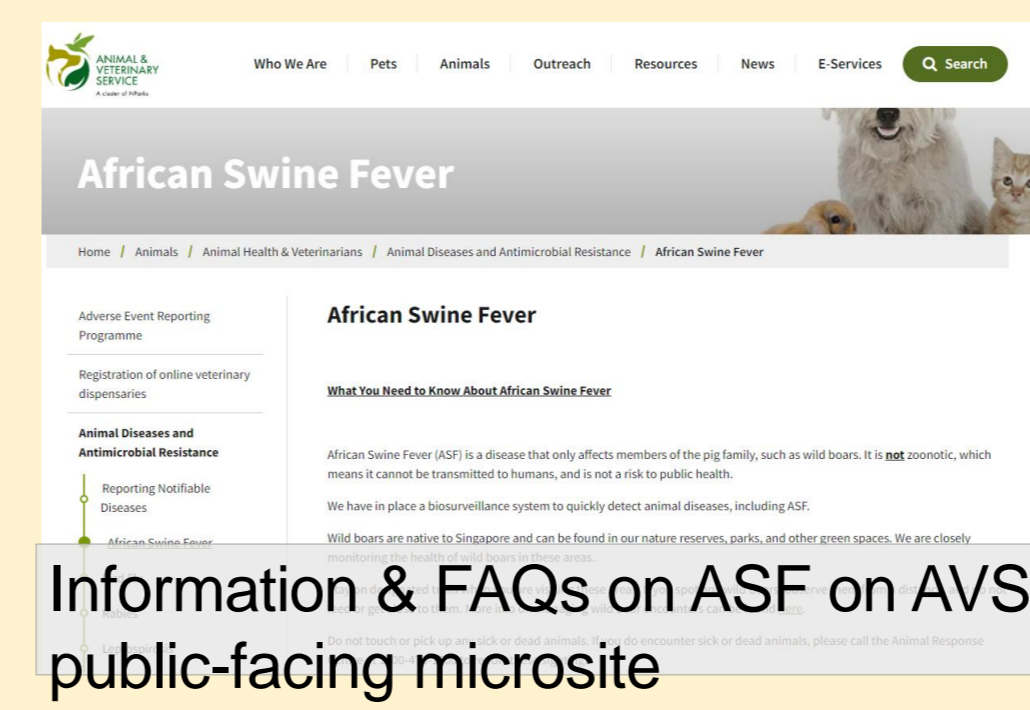 ANIMAL &
VETERINARY
SERVICE
A cluster of NParks
Who We Are
Pets
Animals
Outreach
Resources
News
E-Services
Search
African Swine Fever
Home / Animals / Animal Health & Veterinarians / Animal Diseases and Antimicrobial Resistance / African Swine Fever
Adverse Event Reporting
Programme
Registration of online veterinary
dispensaries
Animal Diseases and
Antimicrobial Resistance
Reporting Notifiable
Diseases
African Swine Fever
Rabies
African Swine Fever
What You Need to Know About African Swine Fever
African Swine Fever (ASF) is a disease that only affects members of the pig family, such as wild boars. It is not zoonotic, which
means it cannot be transmitted to humans, and is not a risk to public health.
We have in place a biosurveillance system to quickly detect animal diseases, including ASF.
Wild boars are native to Singapore and can be found in our nature reserves, parks, and other green spaces. We are closely
monitoring the health of wild boars in these areas.
Do not touch or pick up any sick or dead animals. If you do encounter sick or dead animals, please call the Animal Response
Information & FAQs on ASF on AVS
public-facing microsite